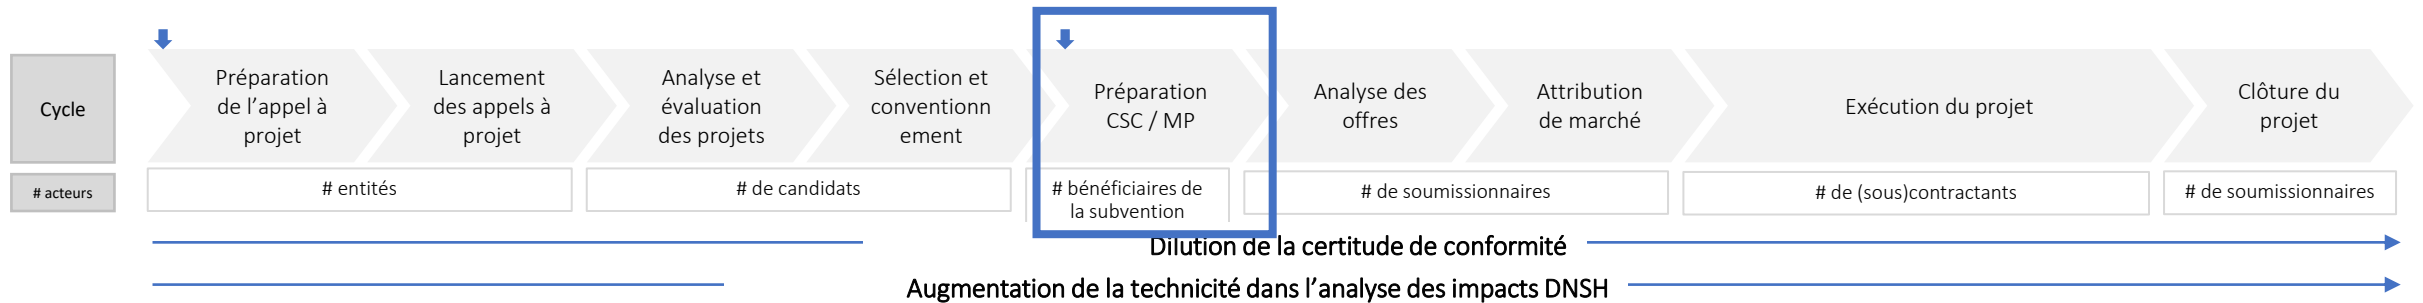 Cycle
Préparation
de l’appel à
projet
Lancement
des appels à
projet
Analyse et
évaluation
des projets
Sélection et
conventionn
ement
Préparation
CSC / MP
Analyse des
offres
Attribution
de marché
Exécution du projet
Clôture du
projet
# acteurs
# entités
# de candidats
# bénéficiaires de
la subvention
# de soumissionnaires
# de (sous)contractants
# de soumissionnaires
Dilution de la certitude de conformité
Augmentation de la technicité dans l’analyse des impacts DNSH